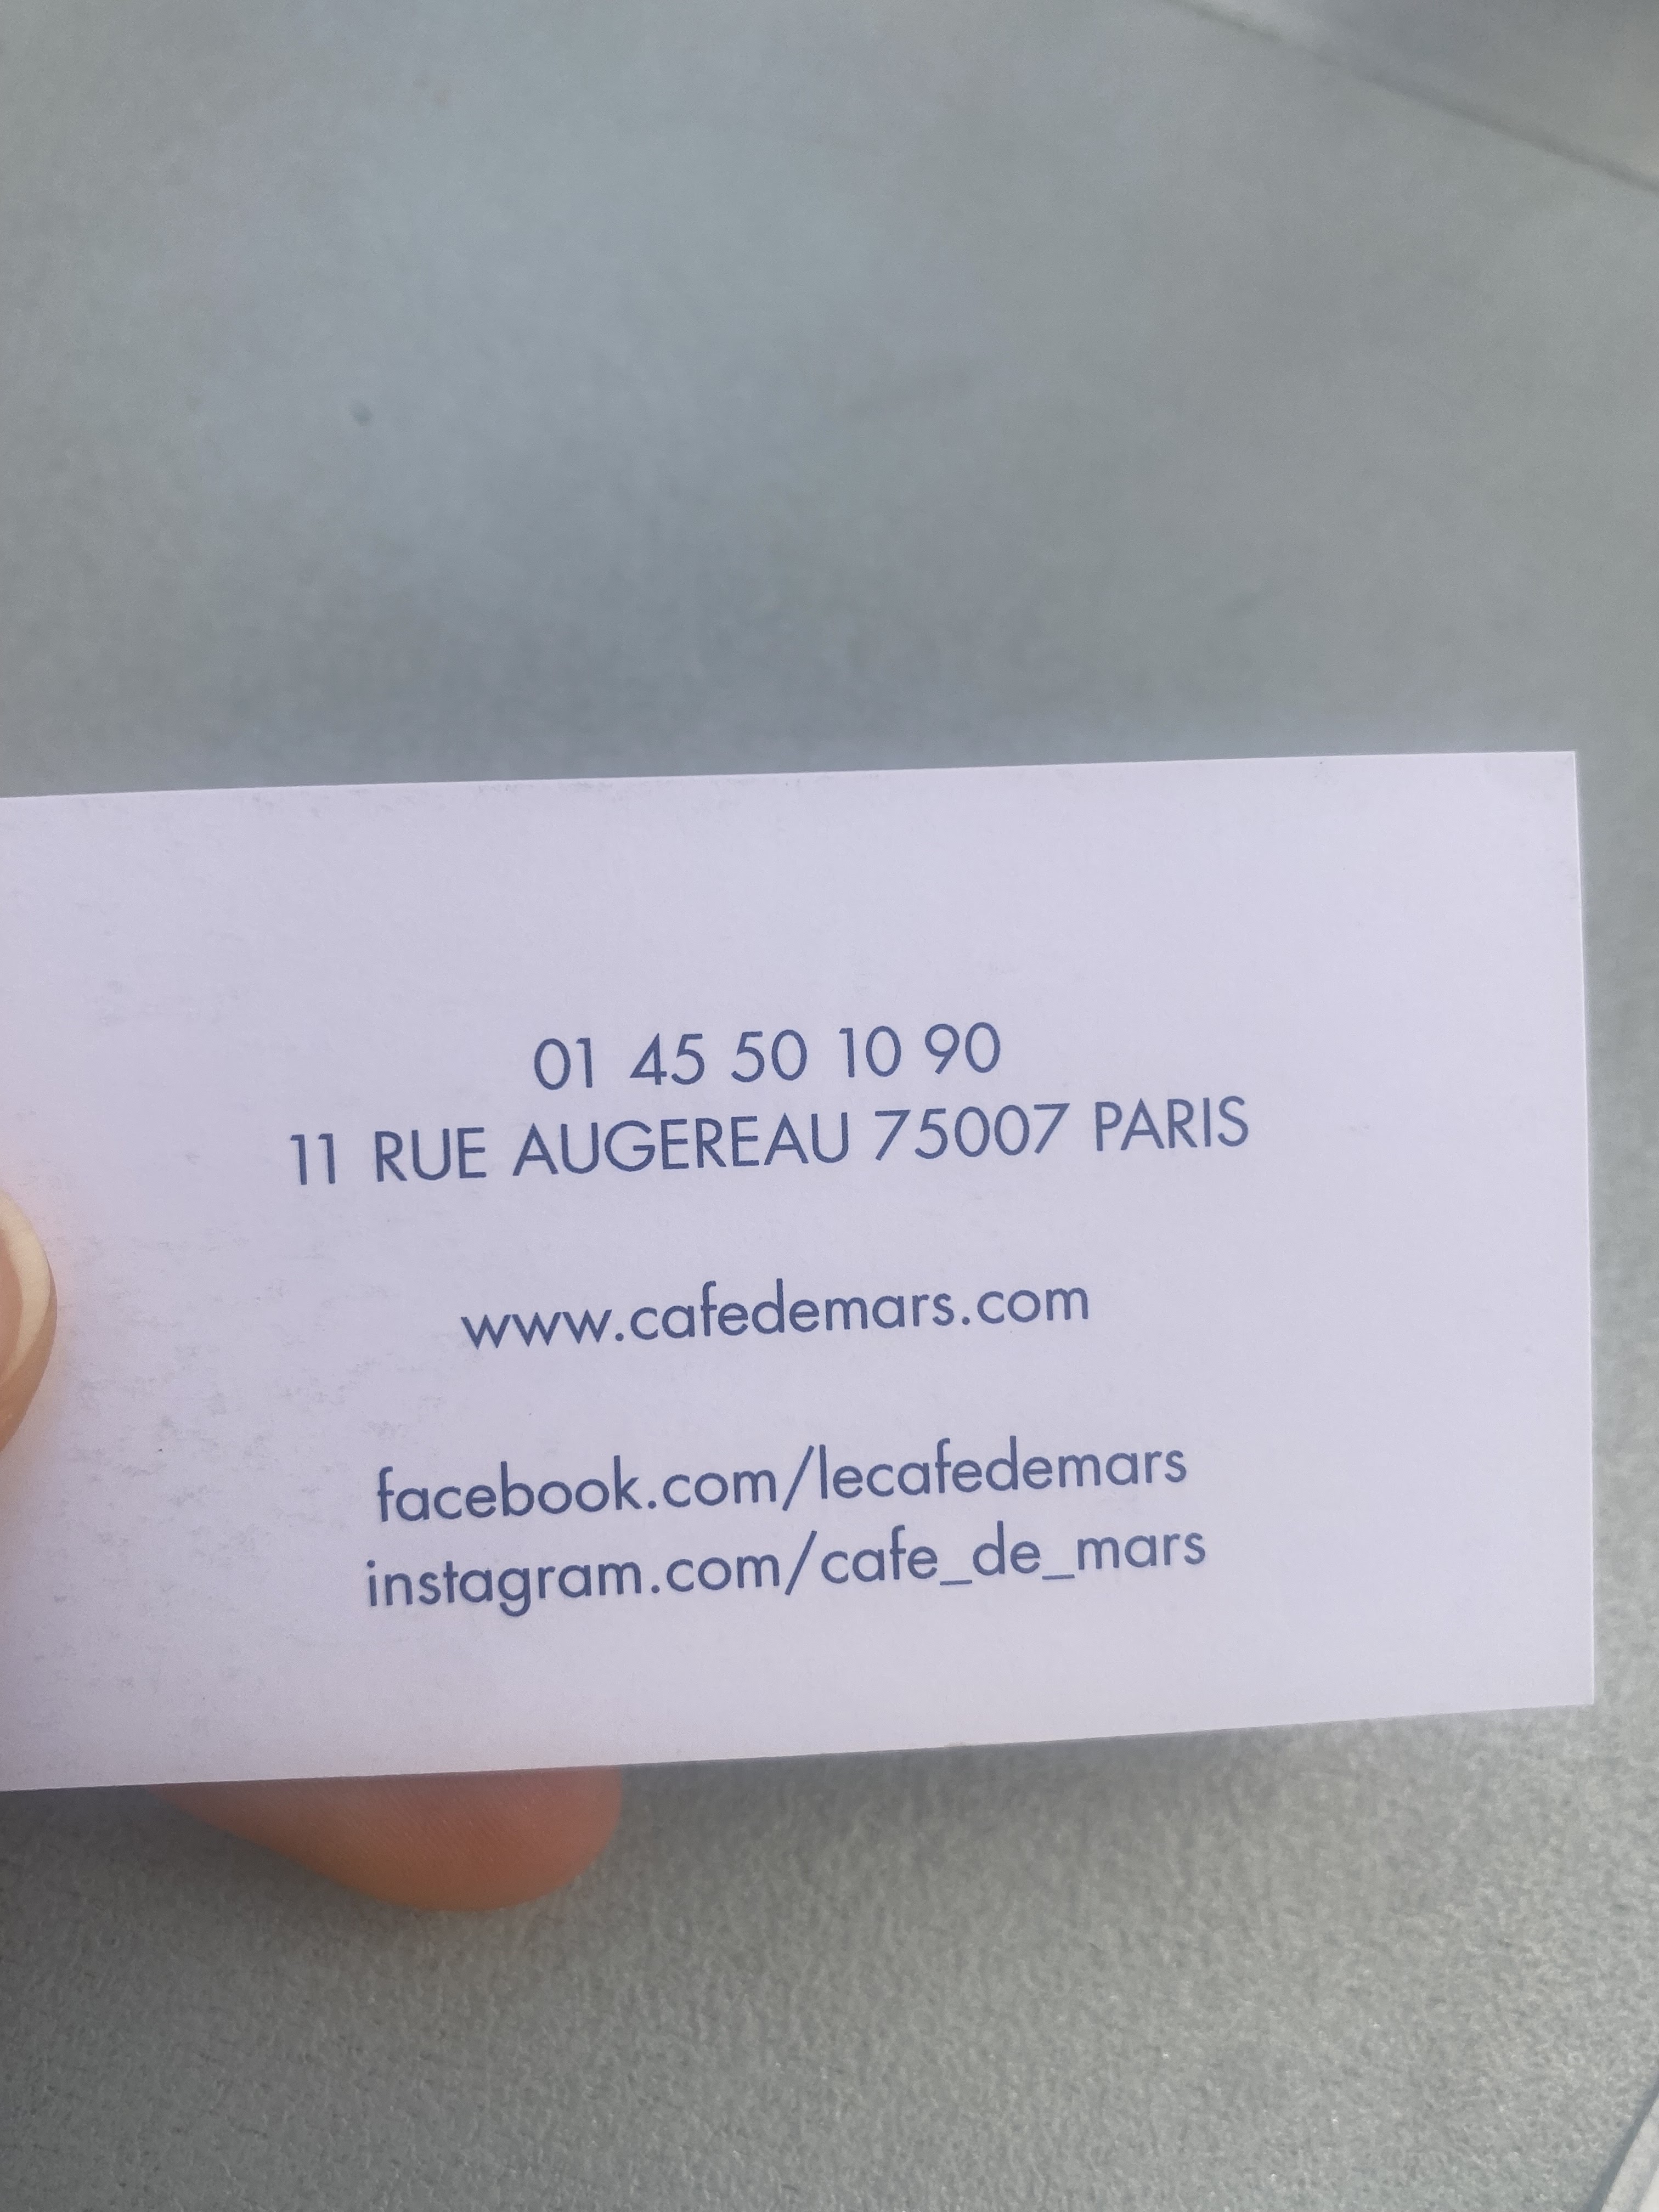 01 45 50 10 90
11 RUE AUGEREAU 75007 PARIS
www.cafedemars.com
facebook.com/lecafedemars
instagram.com/cafe_de_mars